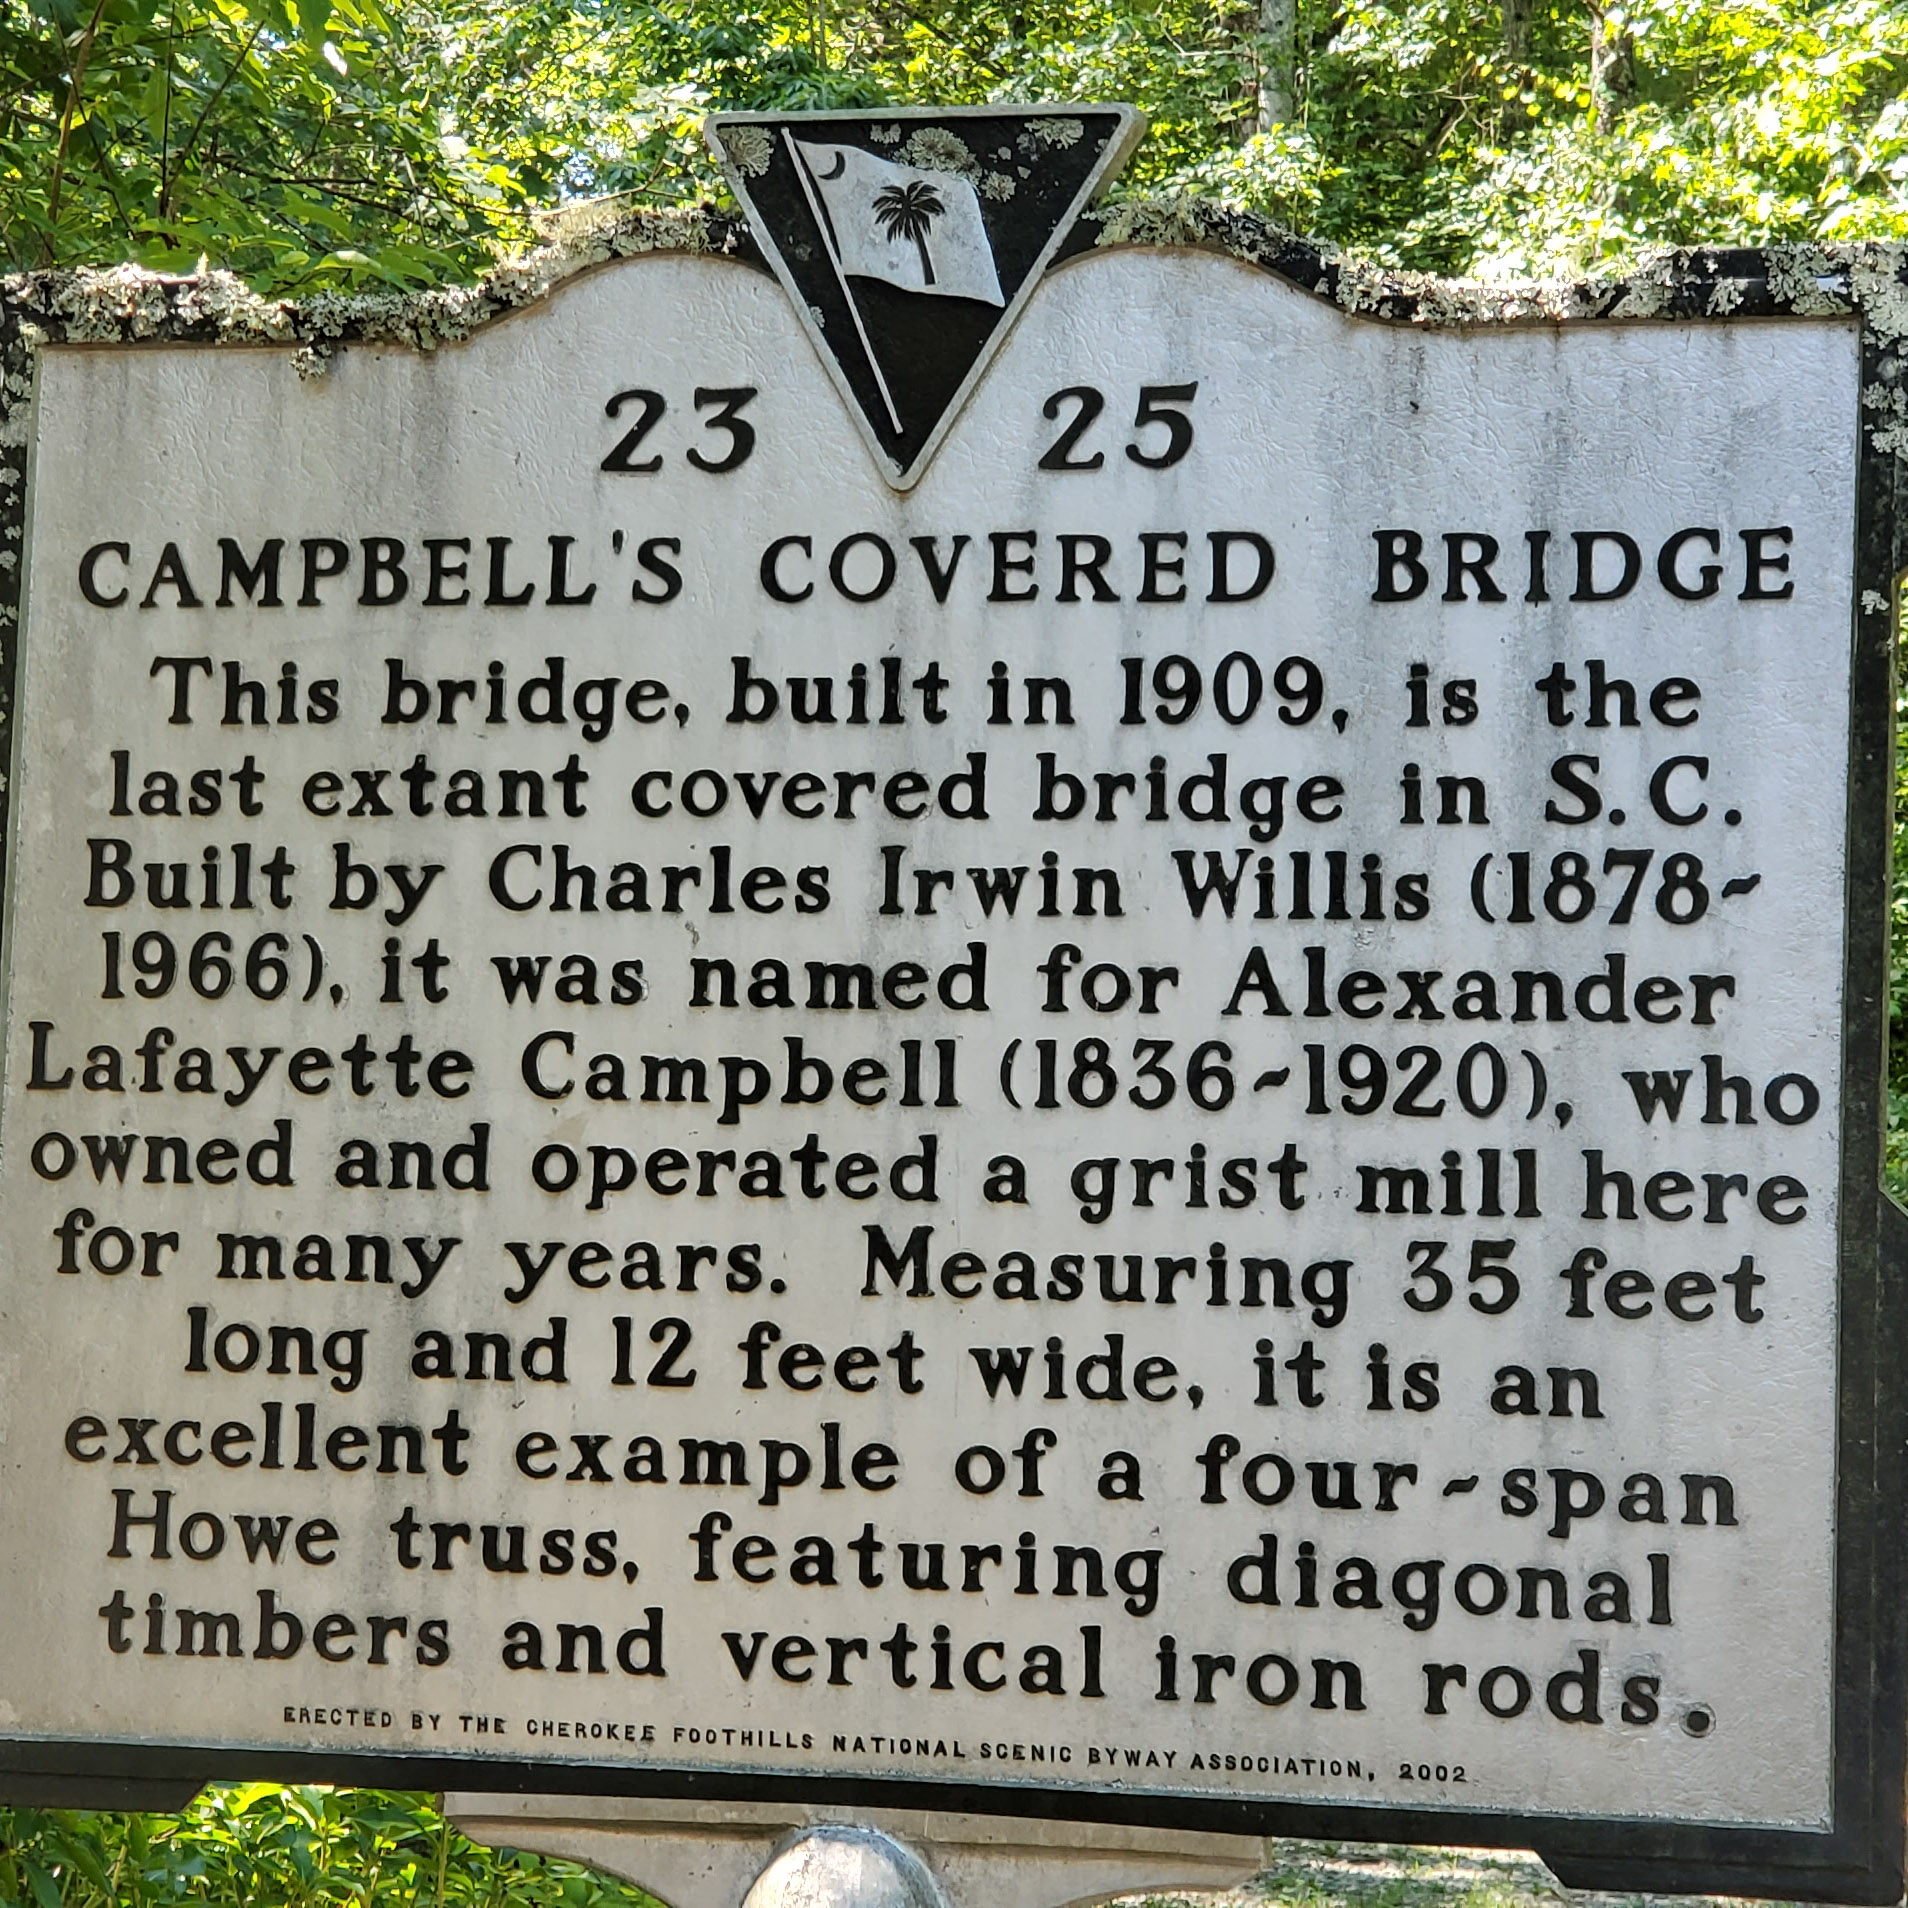 23 25
CAMPBELL'S COVERED BRIDGE
This bridge, built in 1909, is the
last extant covered bridge in S.C.
Built by Charles Irwin Willis (1878~
1966), it was named for Alexander
Lafayette Campbell (1836~1920), who
owned and operated a grist mill here
for many years. Measuring 35 feet
long and 12 feet wide, it is an
excellent example of a four~span
Howe truss, featuring diagonal
timbers and vertical iron rods.
ERECTED BY THE CHEROKEE FOOTHILLS NATIONAL SCENIC BYWAY ASSOCIATION, 2002